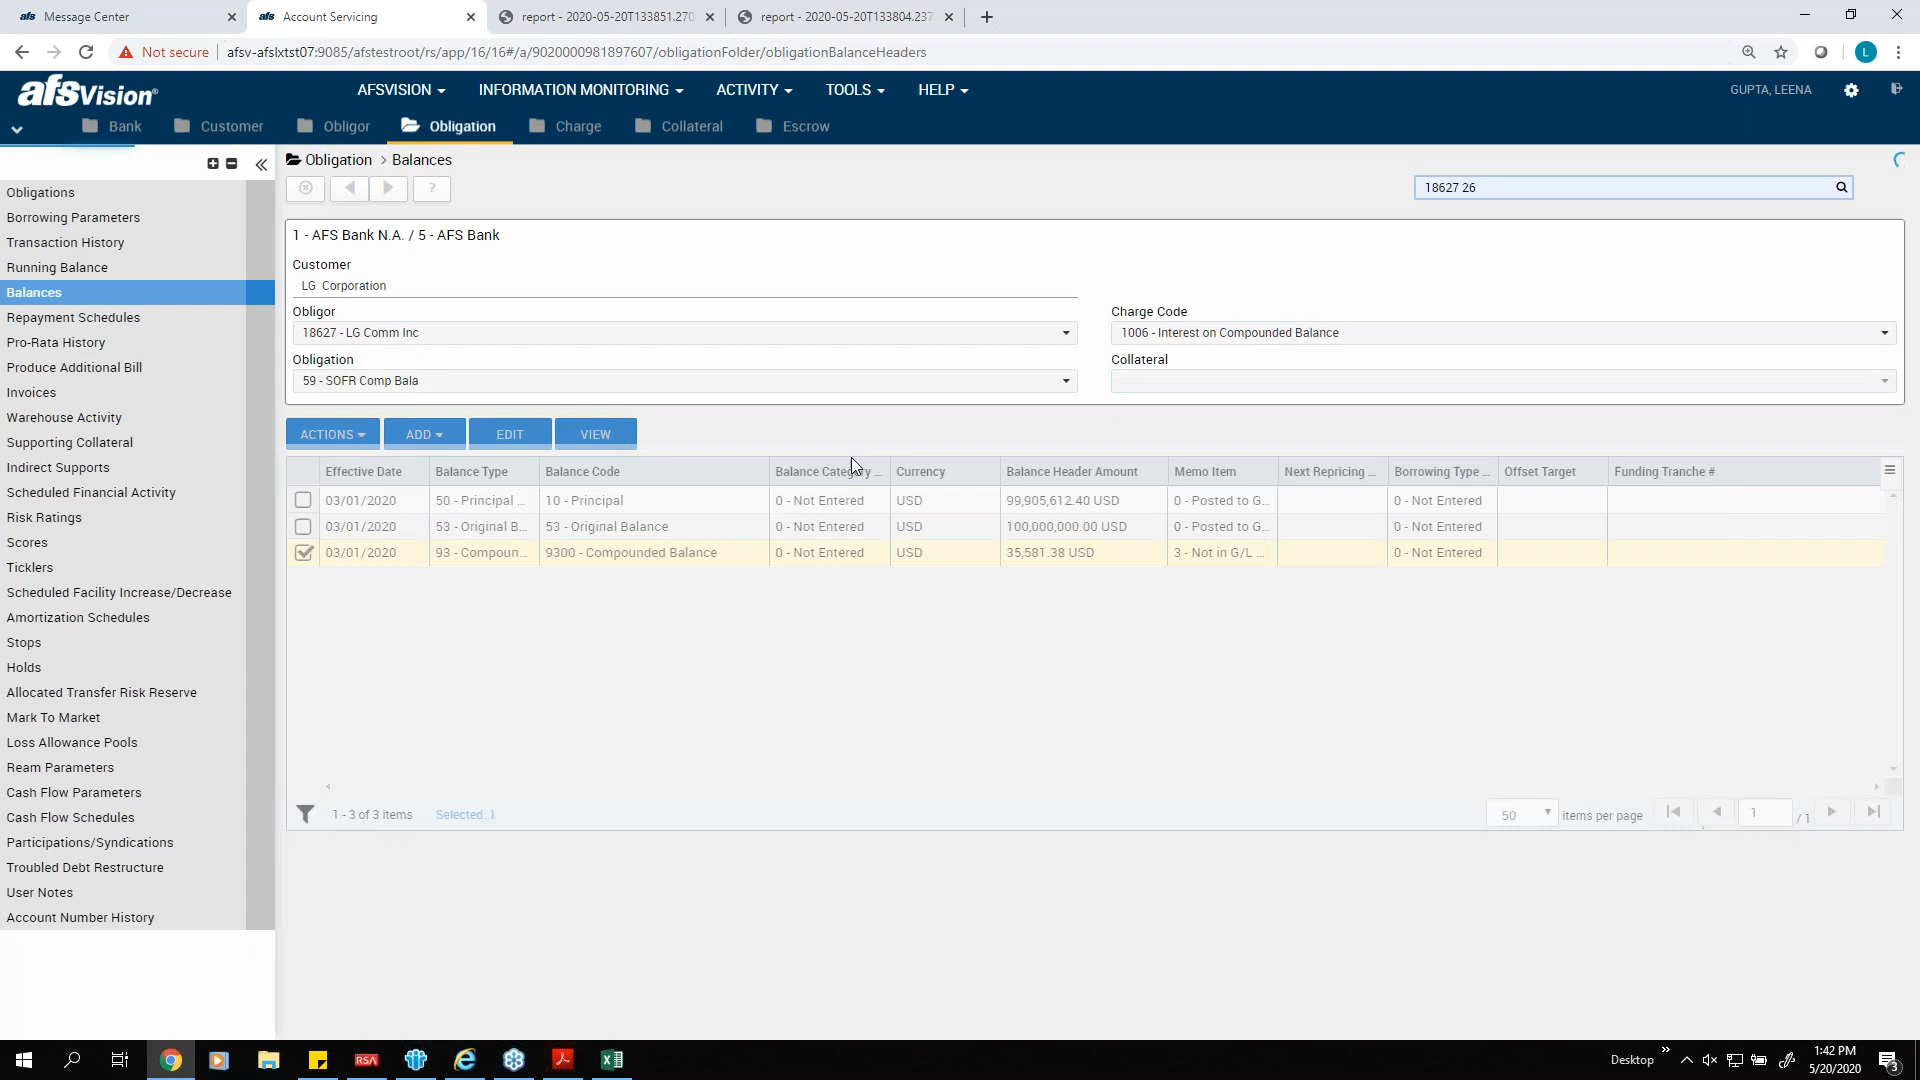 afs Message Center
afs Account Servicing
report - 2020-05-20T133851.270
report - 2020-05-20T133804.237
Not secure afsv-afslxtst07:9085/afstestroot/rs/app/16/16#/a/9020000981897607/obligationFolder/obligationBalanceHeaders
L
afsVision®
AFSVISION INFORMATION MONITORING ACTIVITY TOOLS HELP
GUPTA, LEENA
Bank Customer Obligor Obligation Charge Collateral Escrow
Obligations
Borrowing Parameters
Transaction History
Running Balance
Balances
Repayment Schedules
Pro-Rata History
Produce Additional Bill
Invoices
Warehouse Activity
Supporting Collateral
Indirect Supports
Scheduled Financial Activity
Risk Ratings
Scores
Ticklers
Scheduled Facility Increase/Decrease
Amortization Schedules
Stops
Holds
Allocated Transfer Risk Reserve
Mark To Market
Loss Allowance Pools
Ream Parameters
Cash Flow Parameters
Cash Flow Schedules
Participations/Syndications
Troubled Debt Restructure
User Notes
Account Number History
Obligation > Balances
?
18627 26
1 - AFS Bank N.A. / 5 - AFS Bank
Customer
LG Corporation
Obligor
18627 - LG Comm Inc
Charge Code
1006 - Interest on Compounded Balance
Obligation
59 - SOFR Comp Bala
Collateral
ACTIONS ADD EDIT VIEW
Effective Date Balance Type Balance Code Balance Category ... Currency Balance Header Amount Memo Item Next Repricing ... Borrowing Type ... Offset Target Funding Tranche #
03/01/2020 50 - Principal ... 10 - Principal 0 - Not Entered USD 99,905,612.40 USD 0 - Posted to G... 0 - Not Entered
03/01/2020 53 - Original B... 53 - Original Balance 0 - Not Entered USD 100,000,000.00 USD 0 - Posted to G... 0 - Not Entered
03/01/2020 93 - Compoun... 9300 - Compounded Balance 0 - Not Entered USD 35,581.38 USD 3 - Not in G/L ... 0 - Not Entered
1 - 3 of 3 items Selected: 1
50 items per page 1 / 1
RSA
Desktop
1:42 PM
5/20/2020
3